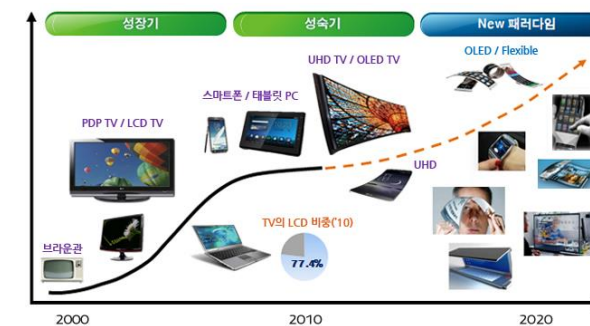 성장기
성숙기
New 패러다임
OLED / Flexible
UHD TV / OLED TV
스마트폰 / 태블릿 PC
PDP TV / LCD TV
UHD
TV의 LCD 비중('10)
브라운관
77.4%
2000
2010
2020